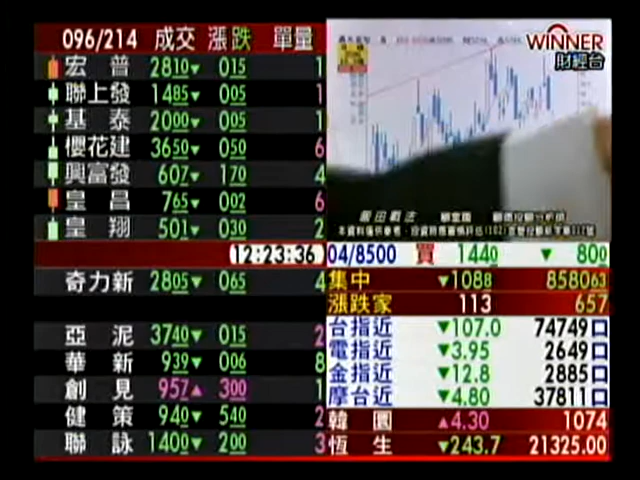 096/214 成交 漲跌 單量
宏普 2810▼ 015 1
聯上發 1485▼ 005 1
基泰 2000▼ 005 1
櫻花建 3650▼ 050 6
興富發 607▼ 170 4
皇昌 765▼ 002 6
皇翔 501▼ 030 2
12:23:36
奇力新 2805▼ 065 4
亞泥 3740▼ 015 2
華新 939▼ 006 8
創見 957▲ 300 1
健策 940▼ 540 2
聯詠 1400▼ 200 3
WINNER
財經台
04/8500 買 1440 ▼ 800
集中 ▼1088 858063
漲跌家 113 657
台指近 ▼107.0 74749口
電指近 ▼3.95 2649口
金指近 ▼12.8 2885口
摩台近 ▼4.80 37811口
韓圜 ▲4.30 1074
恒生 ▼243.7 21325.00